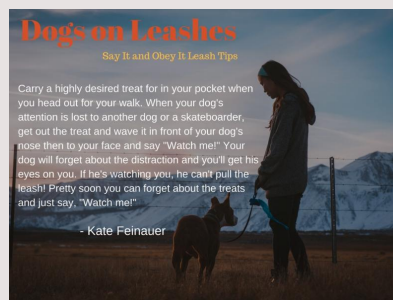 Dogs on Leashes
Say It and Obey It Leash Tips
Carry a highly desired treat for in your pocket when
you head out for your walk. When your dog's
attention is lost to another dog or a skateboarder,
get out the treat and wave it in front of your dog's
nose then to your face and say "Watch me!" Your
dog will forget about the distraction and you'll get his
eyes on you. If he's watching you, he can't pull the
leash! Pretty soon you can forget about the treats
and just say, "Watch me!"
- Kate Feinauer